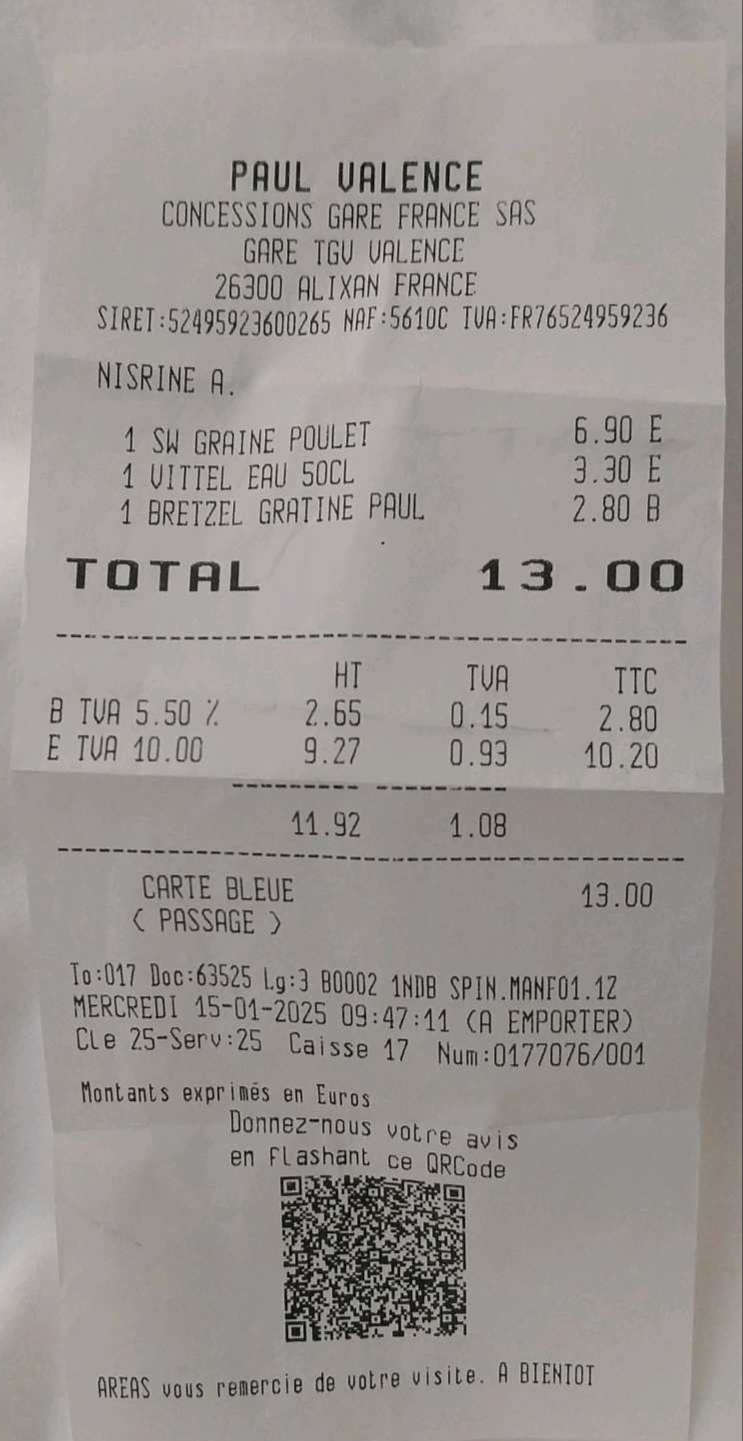 PAUL VALENCE
CONCESSIONS GARE FRANCE SAS
GARE TGV VALENCE
26300 ALIXAN FRANCE
SIRET:52495923600265 NAF:5610C TVA:FR76524959236
NISRINE A.
1 SW GRAINE POULET 6.90 E
1 VITTEL EAU 50CL 3.30 E
1 BRETZEL GRATINE PAUL 2.80 B
TOTAL 13.00
HT TVA TTC
B TVA 5.50 % 2.65 0.15 2.80
E TVA 10.00 9.27 0.93 10.20
11.92 1.08
CARTE BLEUE 13.00
( PASSAGE )
To:017 Doc:63525 Lg:3 B0002 1NDB SPIN.MANF01.1Z
MERCREDI 15-01-2025 09:47:11 (A EMPORTER)
Cle 25-Serv:25 Caisse 17 Num:0177076/001
Montants exprimés en Euros
Donnez-nous votre avis
en flashant ce QRCode
AREAS vous remercie de votre visite. A BIENTOT